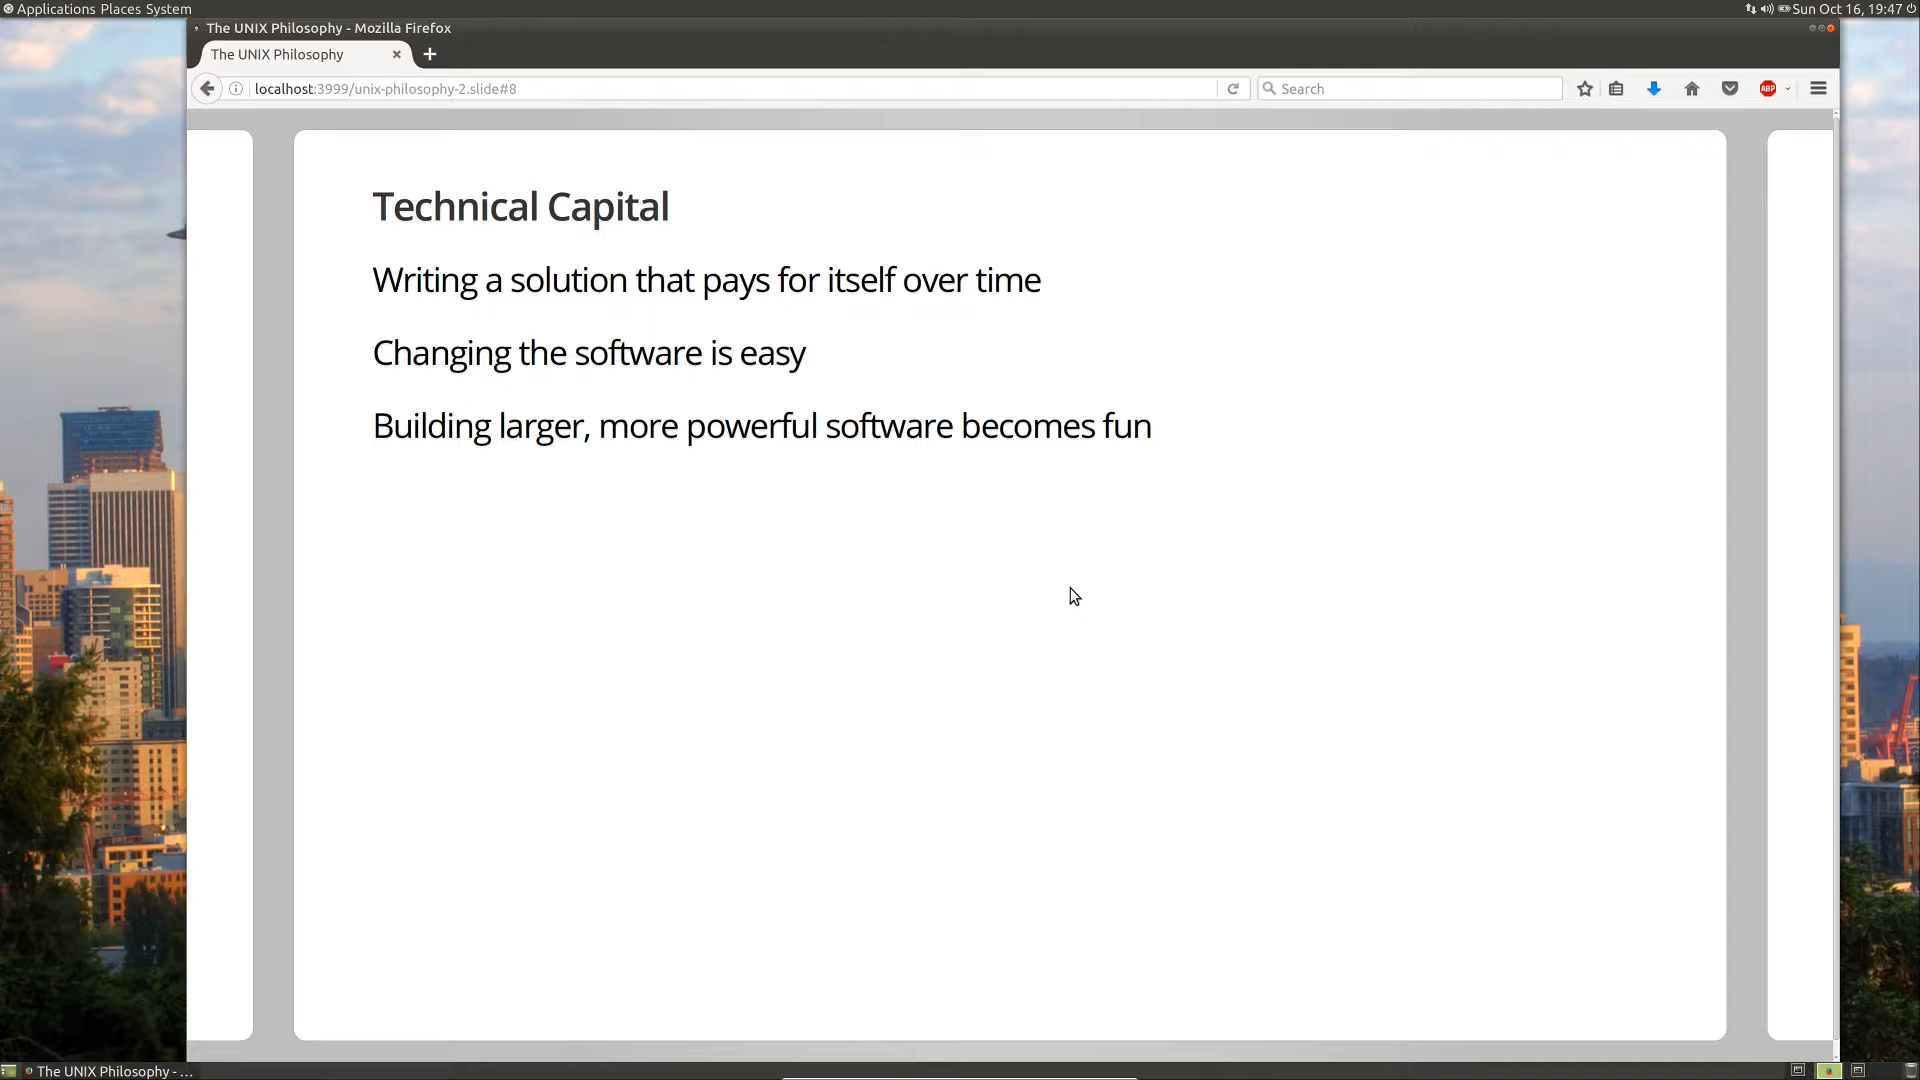 Applications Places System
Sun Oct 16, 19:47
The UNIX Philosophy - Mozilla Firefox
The UNIX Philosophy
localhost:3999/unix-philosophy-2.slide#8
Search
ABP
Technical Capital
Writing a solution that pays for itself over time
Changing the software is easy
Building larger, more powerful software becomes fun
The UNIX Philosophy - ...